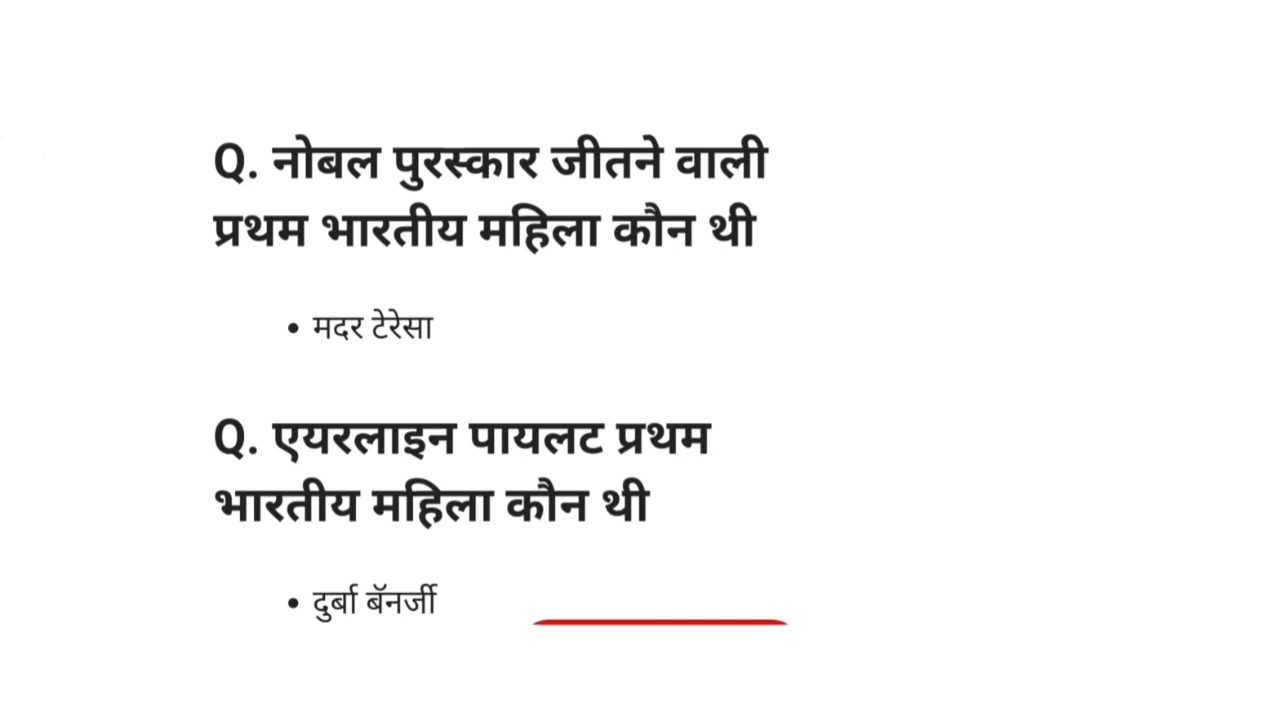 Q. नोबल पुरस्कार जीतने वाली
प्रथम भारतीय महिला कौन थी
• मदर टेरेसा
Q. एयरलाइन पायलट प्रथम
भारतीय महिला कौन थी
• दुर्बा बॅनर्जी